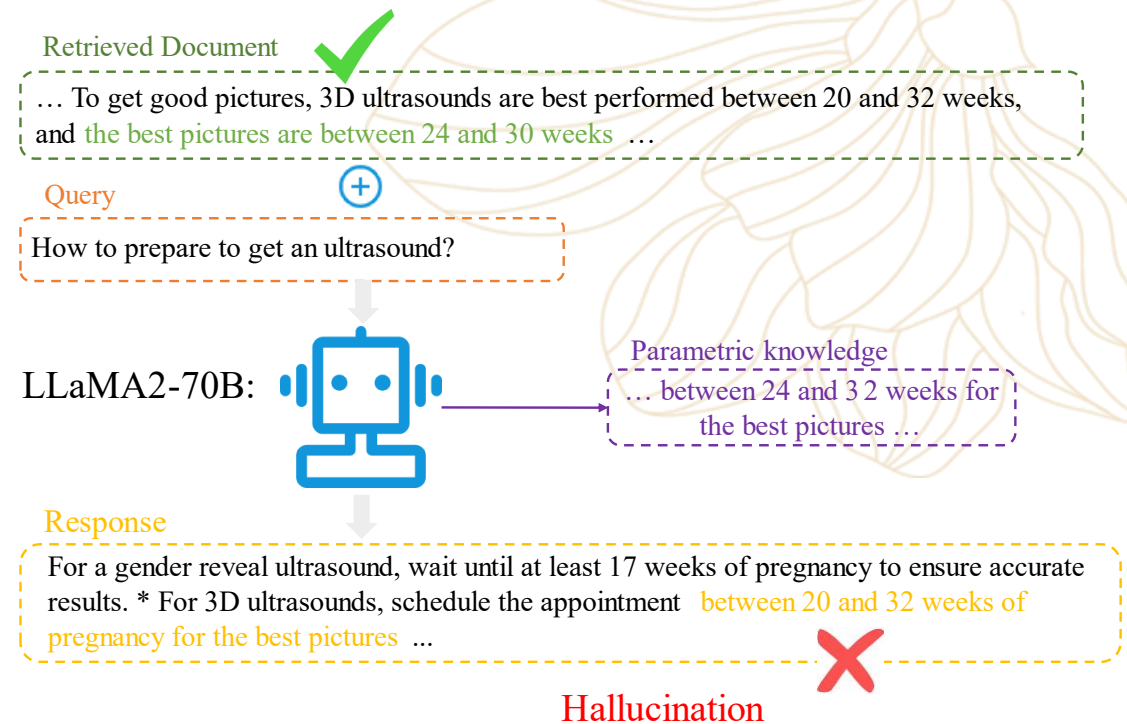 Retrieved Document
… To get good pictures, 3D ultrasounds are best performed between 20 and 32 weeks,
and the best pictures are between 24 and 30 weeks …
Query
How to prepare to get an ultrasound?
LLaMA2-70B:
Parametric knowledge
… between 24 and 3 2 weeks for
the best pictures …
Response
For a gender reveal ultrasound, wait until at least 17 weeks of pregnancy to ensure accurate
results. * For 3D ultrasounds, schedule the appointment between 20 and 32 weeks of
pregnancy for the best pictures ...
Hallucination